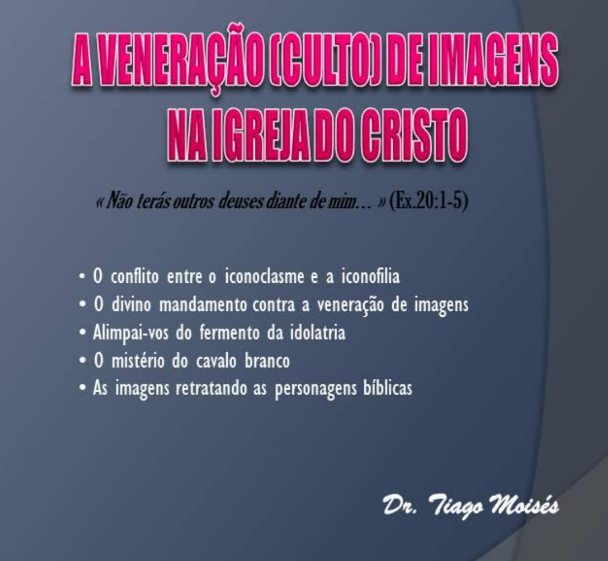 A VENERAÇÃO (CULTO) DE IMAGENS
NA IGREJA DO CRISTO
« Não terás outros deuses diante de mim... » (Ex.20:1-5)
• O conflito entre o iconoclasme e a iconofilia
• O divino mandamento contra a veneração de imagens
• Alimpai-vos do fermento da idolatria
• O mistério do cavalo branco
• As imagens retratando as personagens bíblicas
Dr. Tiago Moisés